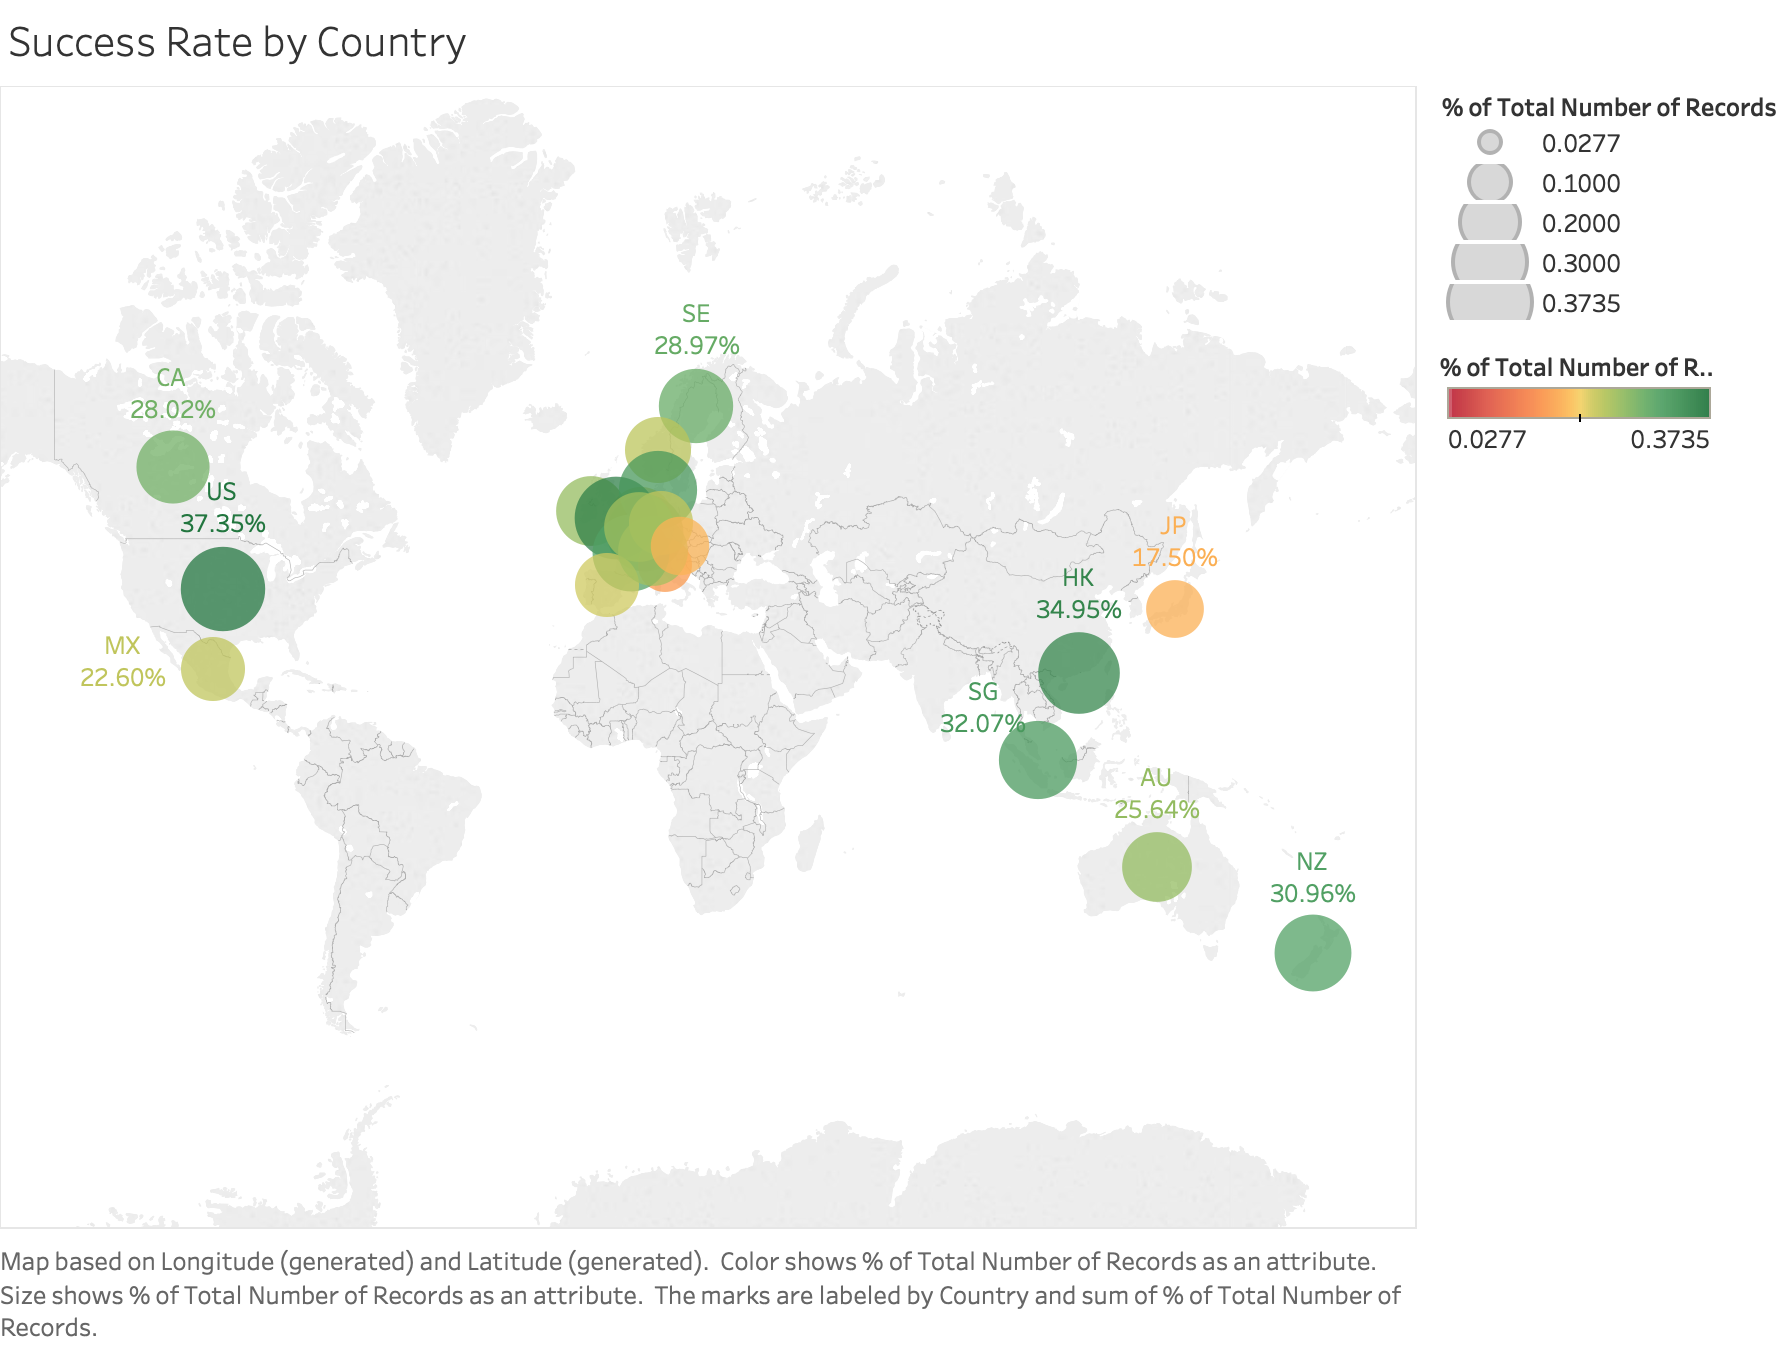 Success Rate by Country
% of Total Number of Records
0.0277
0.1000
0.2000
0.3000
0.3735
% of Total Number of R..
0.0277
0.3735
SE
28.97%
CA
28.02%
US
37.35%
MX
22.60%
JP
17.50%
HK
34.95%
SG
32.07%
AU
25.64%
NZ
30.96%
Map based on Longitude (generated) and Latitude (generated).  Color shows % of Total Number of Records as an attribute.
Size shows % of Total Number of Records as an attribute.  The marks are labeled by Country and sum of % of Total Number of
Records.